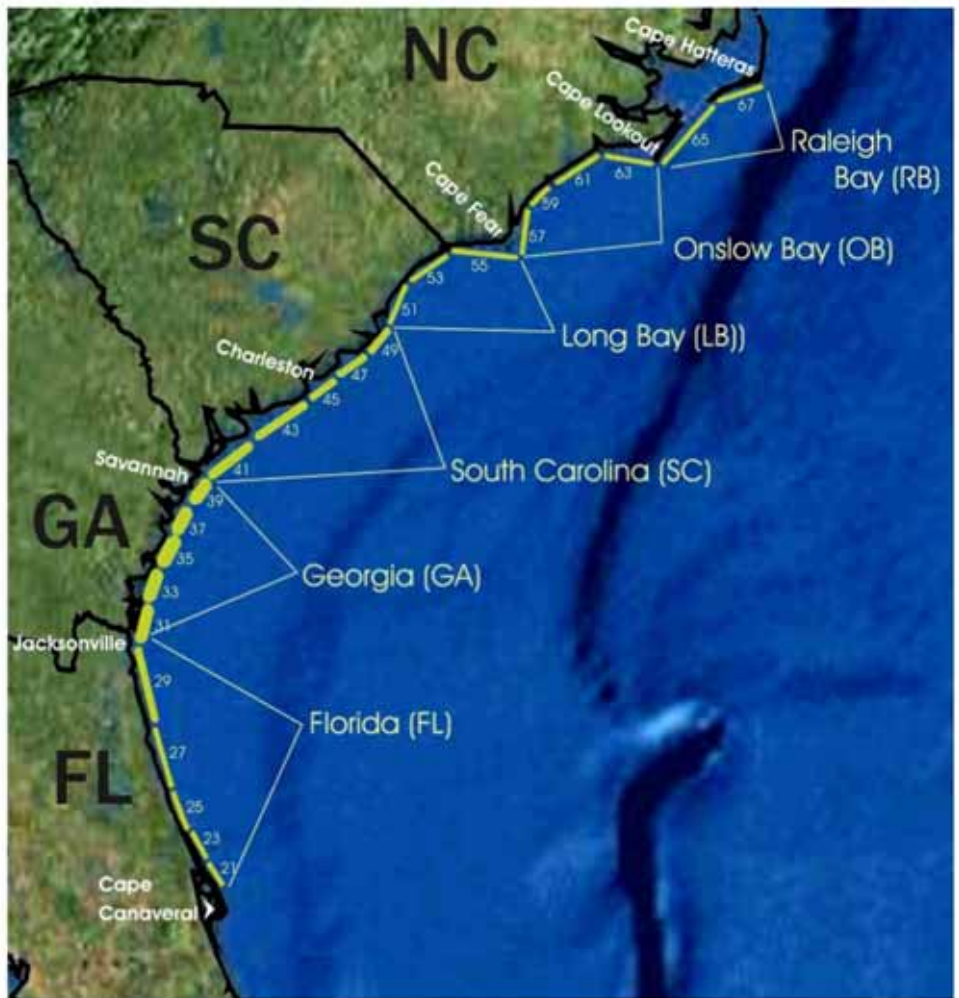 NC
Cape Hatteras
67
Cape Lookout
65
Raleigh
Bay (RB)
61
63
Cape Fear
59
57
SC
Onslow Bay (OB)
55
53
51
Long Bay (LB))
49
Charleston
47
45
43
41
Savannah
South Carolina (SC)
39
GA
37
35
Georgia (GA)
33
31
Jacksonville
29
Florida (FL)
27
FL
25
23
21
Cape
Canaveral